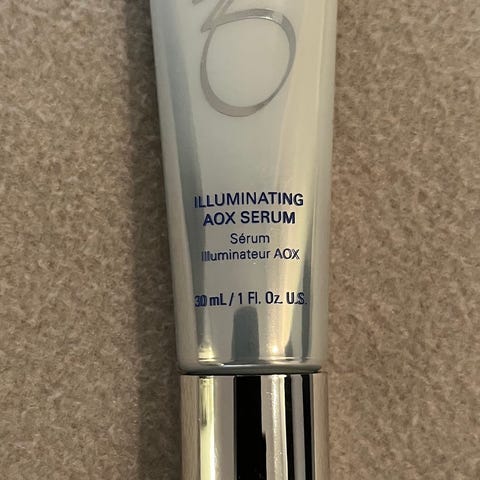 ILLUMINATING
AOX SERUM
Sérum
Illuminateur AOX
30 mL / 1 Fl. Oz. U.S.